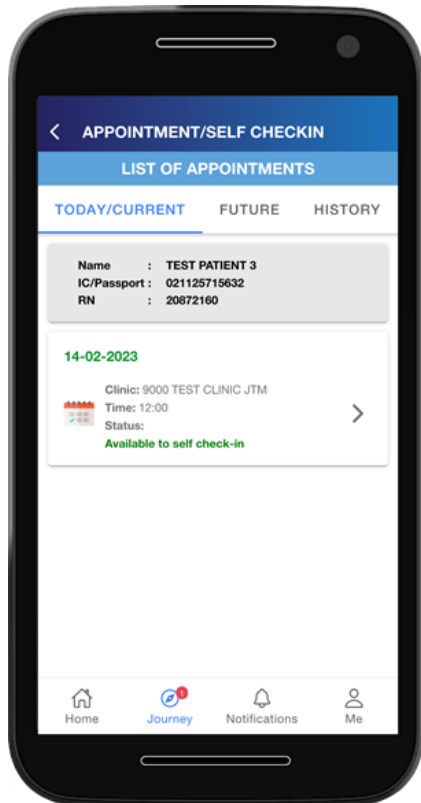 APPOINTMENT/SELF CHECKIN
LIST OF APPOINTMENTS
TODAY/CURRENT FUTURE HISTORY
Name : TEST PATIENT 3
IC/Passport : 021125715632
RN : 20872160
14-02-2023
Clinic: 9000 TEST CLINIC JTM
Time: 12:00
Status:
Available to self check-in
1
Home Journey Notifications Me